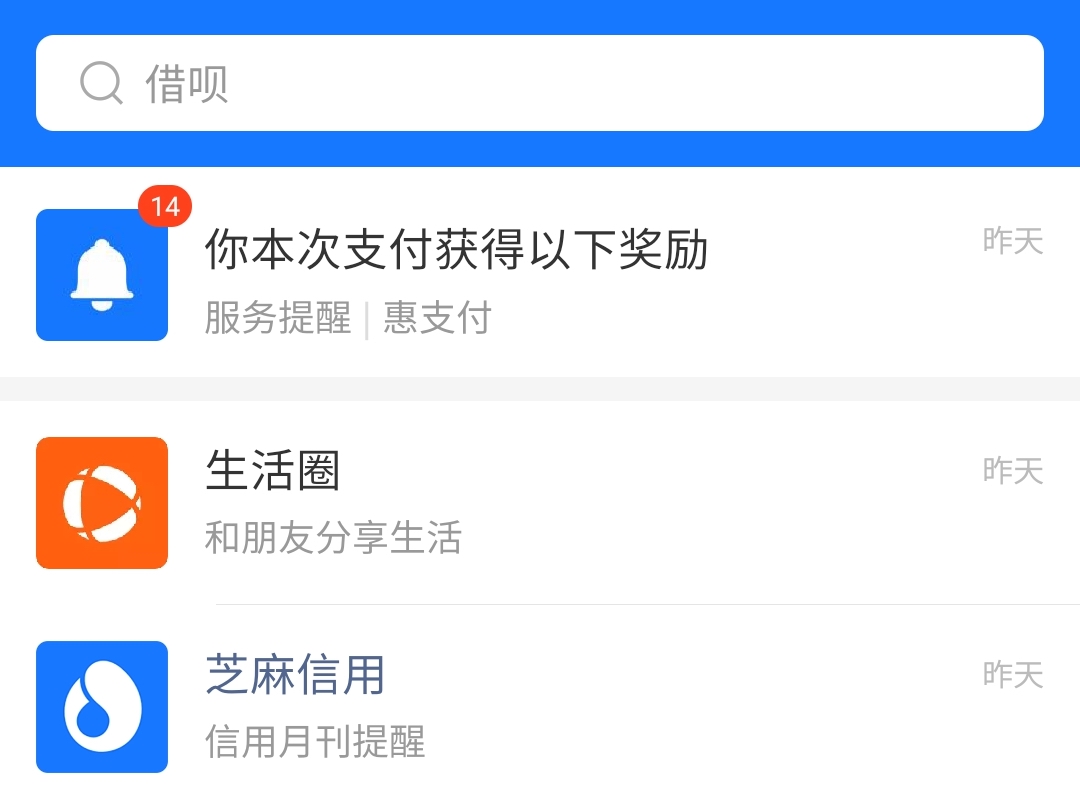 借呗
14
你本次支付获得以下奖励
昨天
服务提醒 | 惠支付
生活圈
昨天
和朋友分享生活
芝麻信用
昨天
信用月刊提醒